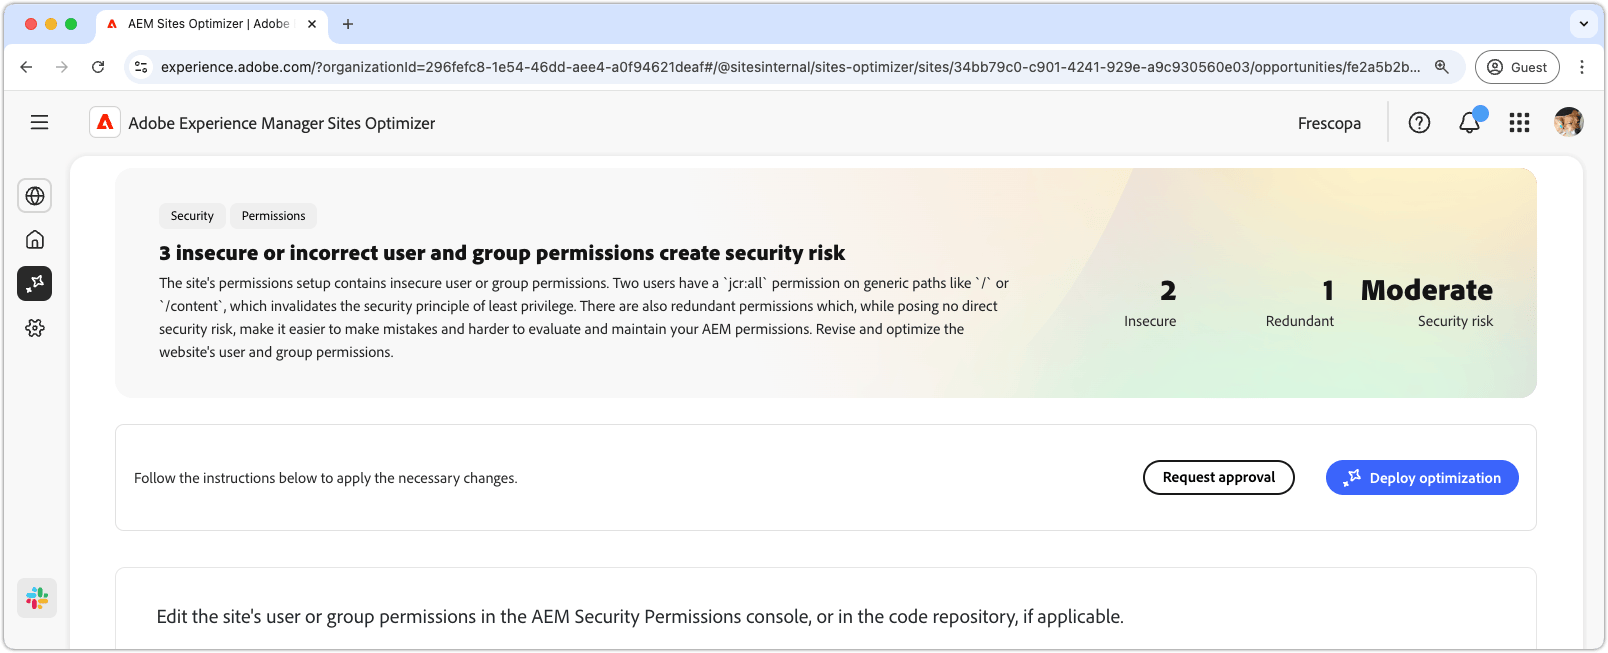 AEM Sites Optimizer | Adobe
experience.adobe.com/?organizationId=296fefc8-1e54-46dd-aee4-a0f94621deaf#/@sitesinternal/sites-optimizer/sites/34bb79c0-c901-4241-929e-a9c930560e03/opportunities/fe2a5b2b...
Guest
Adobe Experience Manager Sites Optimizer
Frescopa
Security
Permissions
3 insecure or incorrect user and group permissions create security risk
The site's permissions setup contains insecure user or group permissions. Two users have a `jcr:all` permission on generic paths like `/` or
`/content`, which invalidates the security principle of least privilege. There are also redundant permissions which, while posing no direct
security risk, make it easier to make mistakes and harder to evaluate and maintain your AEM permissions. Revise and optimize the
website's user and group permissions.
2
Insecure
1
Redundant
Moderate
Security risk
Follow the instructions below to apply the necessary changes.
Request approval
Deploy optimization
Edit the site's user or group permissions in the AEM Security Permissions console, or in the code repository, if applicable.